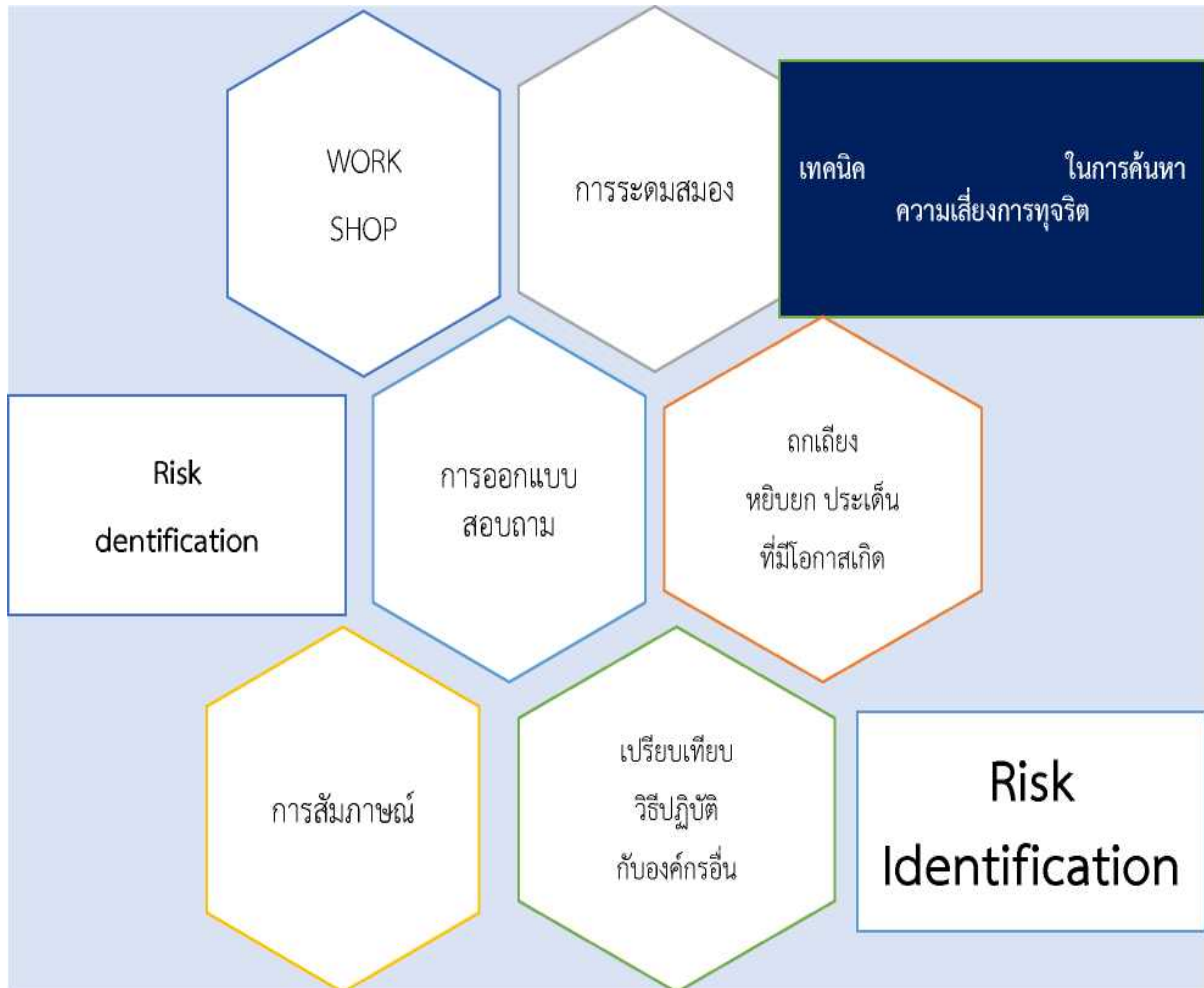 WORK
SHOP
การระดมสมอง
เทคนิค ในการค้นหา
ความเสี่ยงการทุจริต
Risk
dentification
การออกแบบ
สอบถาม
ถกเถียง
หยิบยก ประเด็น
ที่มีโอกาสเกิด
การสัมภาษณ์
เปรียบเทียบ
วิธีปฏิบัติ
กับองค์กรอื่น
Risk
Identification